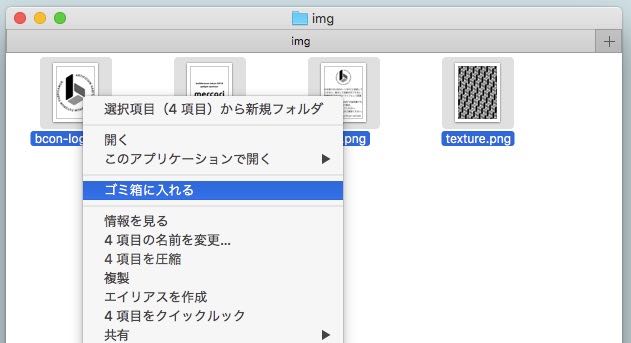 img
img
+
選択項目（4 項目）から新規フォルダ
開く
このアプリケーションで開く
ゴミ箱に入れる
情報を見る
4 項目の名前を変更...
4 項目を圧縮
複製
エイリアスを作成
4 項目をクイックルック
共有
bcon-log
.png
texture.png
mercari